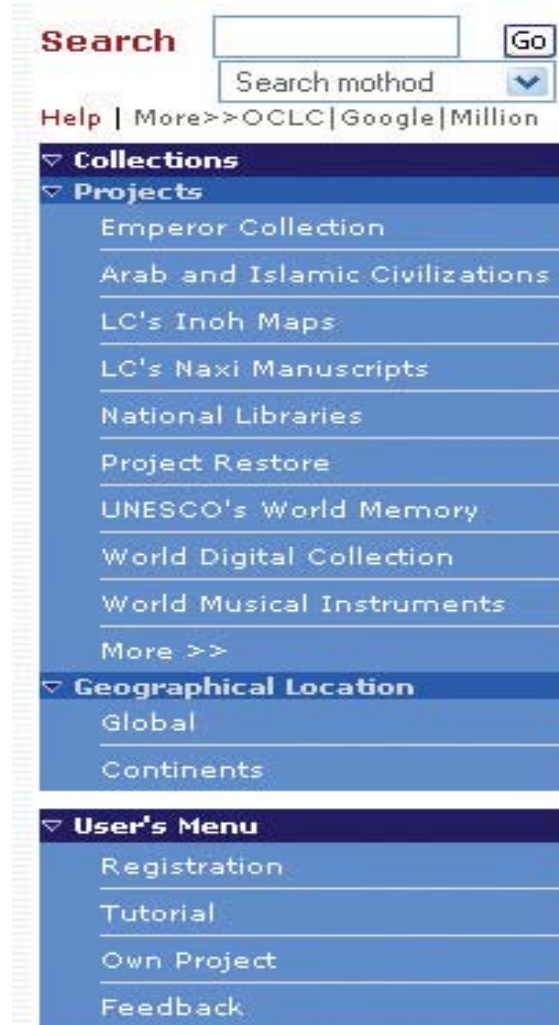 Search Go
Search mothod
Help | More>>OCLC|Google|Million
Collections
Projects
Emperor Collection
Arab and Islamic Civilizations
LC's Inoh Maps
LC's Naxi Manuscripts
National Libraries
Project Restore
UNESCO's World Memory
World Digital Collection
World Musical Instruments
More >>
Geographical Location
Global
Continents
User's Menu
Registration
Tutorial
Own Project
Feedback